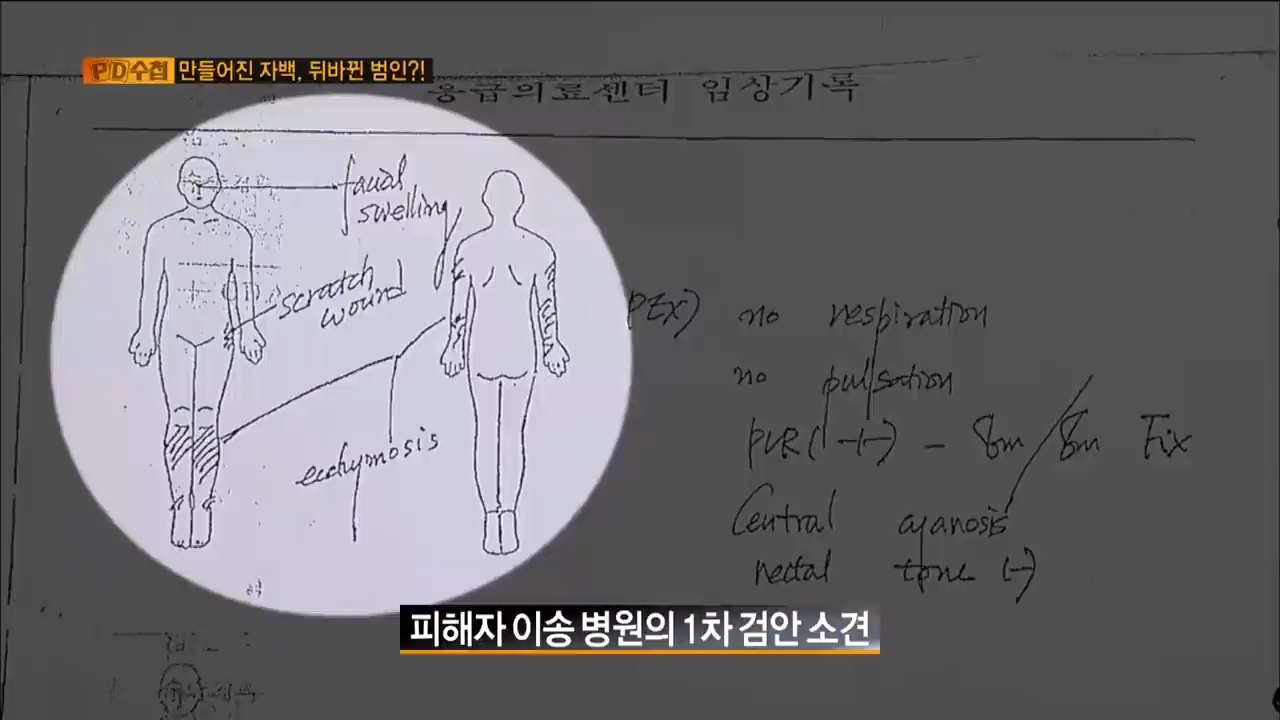 PD수첩 만들어진 자백, 뒤바뀐 범인?!
응급의료센터 임상기록
facial
swelling
scratch
wound
ecchymosis
PEx) no respiration
no pulsation
PLR(-/-) - 8m/8m Fix
Central cyanosis
rectal tone (-)
피해자 이송 병원의 1차 검안 소견